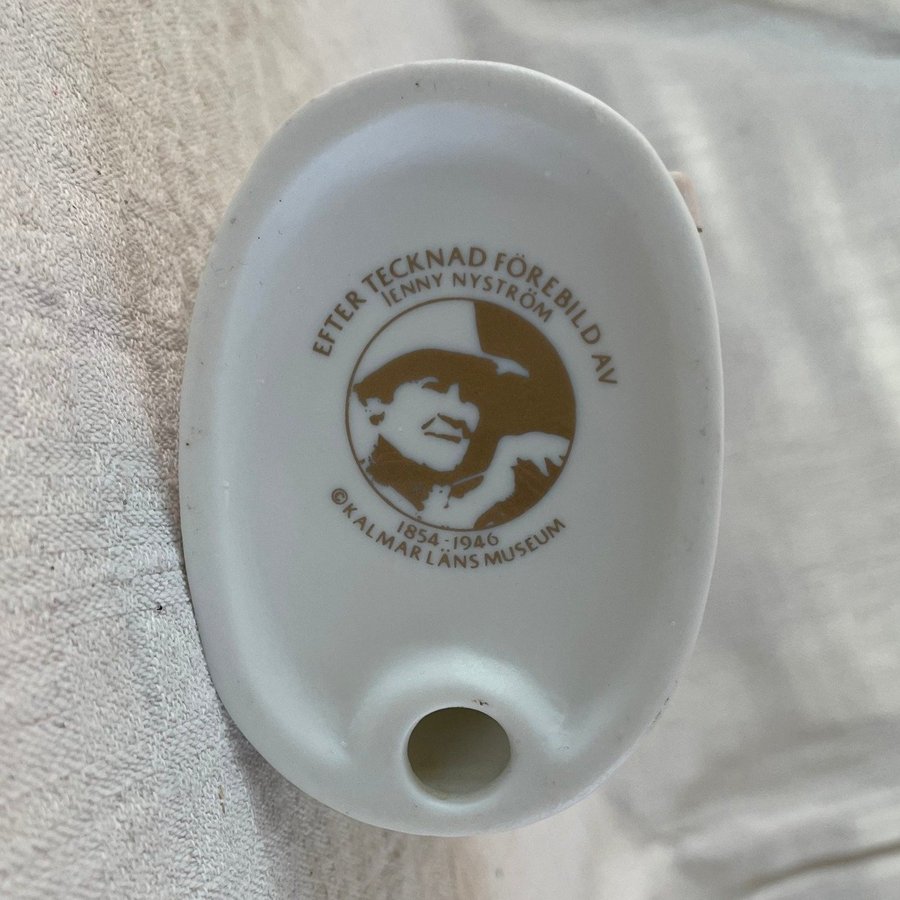 EFTER TECKNAD FÖREBILD AV
JENNY NYSTRÖM
1854-1946
©KALMAR LÄNS MUSEUM